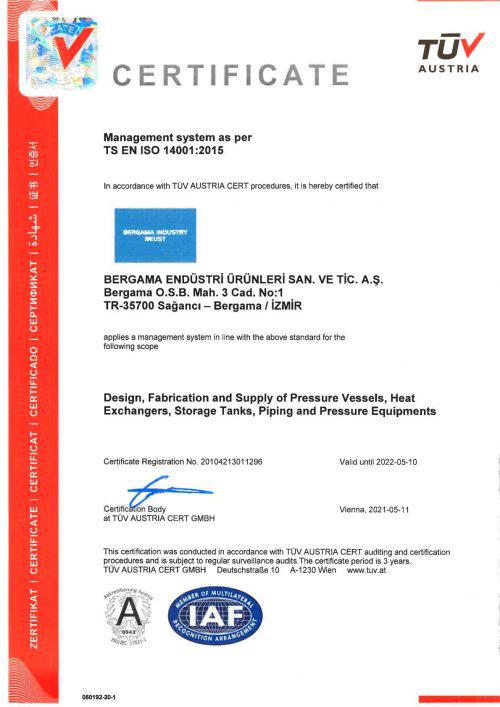 TÜV
AUSTRIA
CERTIFICATE
Management system as per
TS EN ISO 14001:2015
In accordance with TÜV AUSTRIA CERT procedures, it is hereby certified that
BERGAMA INDUSTRY
BEUST
BERGAMA ENDÜSTRİ ÜRÜNLERİ SAN. VE TİC. A.Ş.
Bergama O.S.B. Mah. 3 Cad. No:1
TR-35700 Sağancı – Bergama / İZMİR
applies a management system in line with the above standard for the
following scope
Design, Fabrication and Supply of Pressure Vessels, Heat
Exchangers, Storage Tanks, Piping and Pressure Equipments
Certificate Registration No. 20104213011296
Valid until 2022-05-10
Certification Body
at TÜV AUSTRIA CERT GMBH
Vienna, 2021-05-11
This certification was conducted in accordance with TÜV AUSTRIA CERT auditing and certification
procedures and is subject to regular surveillance audits.The certificate period is 3 years.
TÜV AUSTRIA CERT GMBH Deutschstraße 10 A-1230 Wien www.tuv.at
Akkreditierung Austria
A
0943
MEMBER OF MULTILATERAL
IAF
RECOGNITION ARRANGEMENT
080192-20-1
ZERTIFIKAT | CERTIFICATE | CERTIFICAT | CERTIFICADO | СЕРТИФИКАТ | شهادة | 证书 | 인증서